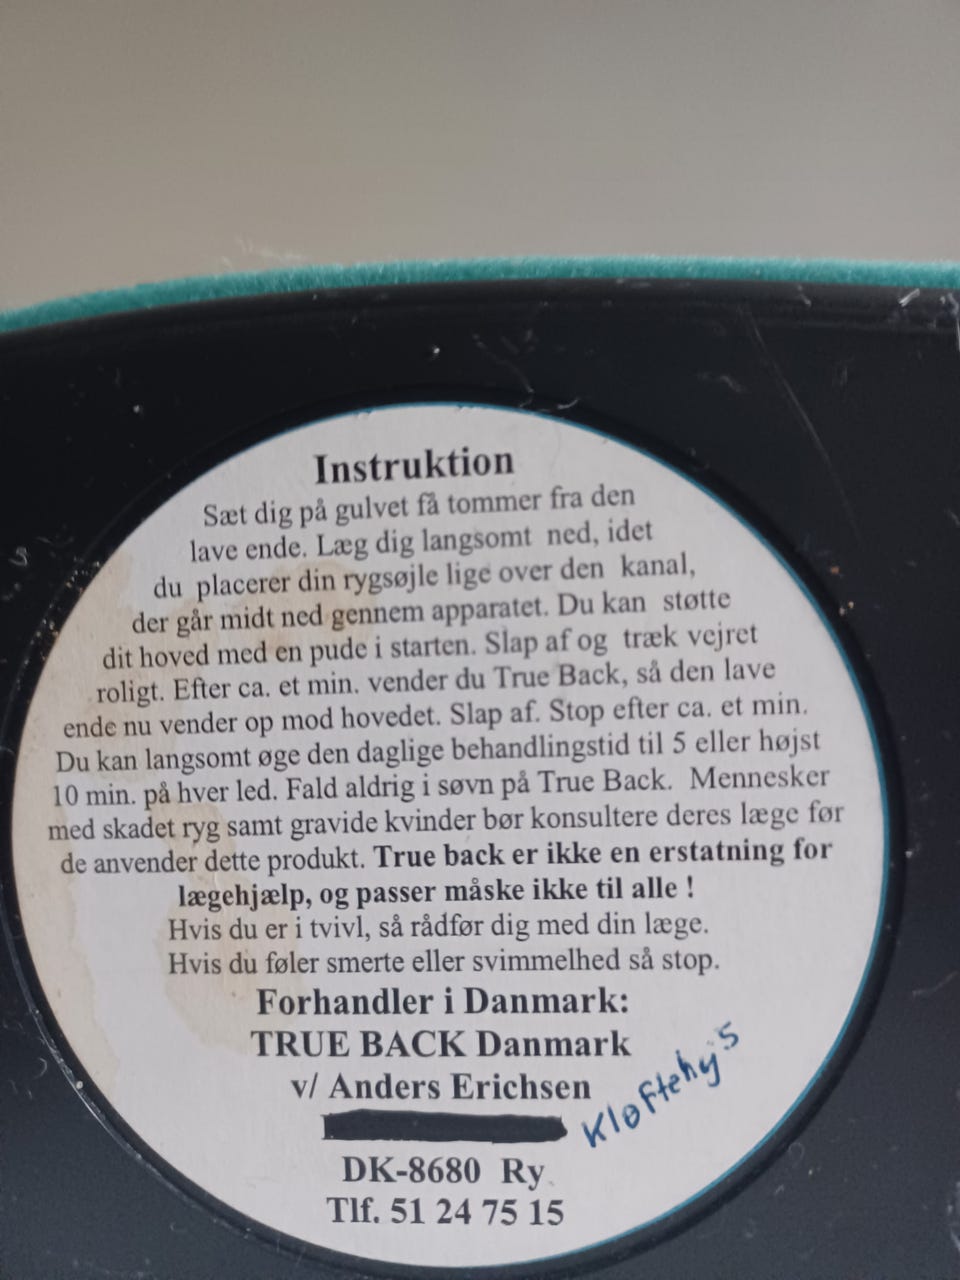 Instruktion
Sæt dig på gulvet få tommer fra den
lave ende. Læg dig langsomt ned, idet
du placerer din rygsøjle lige over den kanal,
der går midt ned gennem apparatet. Du kan støtte
dit hoved med en pude i starten. Slap af og træk vejret
roligt. Efter ca. et min. vender du True Back, så den lave
ende nu vender op mod hovedet. Slap af. Stop efter ca. et min.
Du kan langsomt øge den daglige behandlingstid til 5 eller højst
10 min. på hver led. Fald aldrig i søvn på True Back. Mennesker
med skadet ryg samt gravide kvinder bør konsultere deres læge før
de anvender dette produkt. True back er ikke en erstatning for
lægehjælp, og passer måske ikke til alle !
Hvis du er i tvivl, så rådfør dig med din læge.
Hvis du føler smerte eller svimmelhed så stop.
Forhandler i Danmark:
TRUE BACK Danmark
v/ Anders Erichsen
Kløftehøj 5
DK-8680 Ry
Tlf. 51 24 75 15